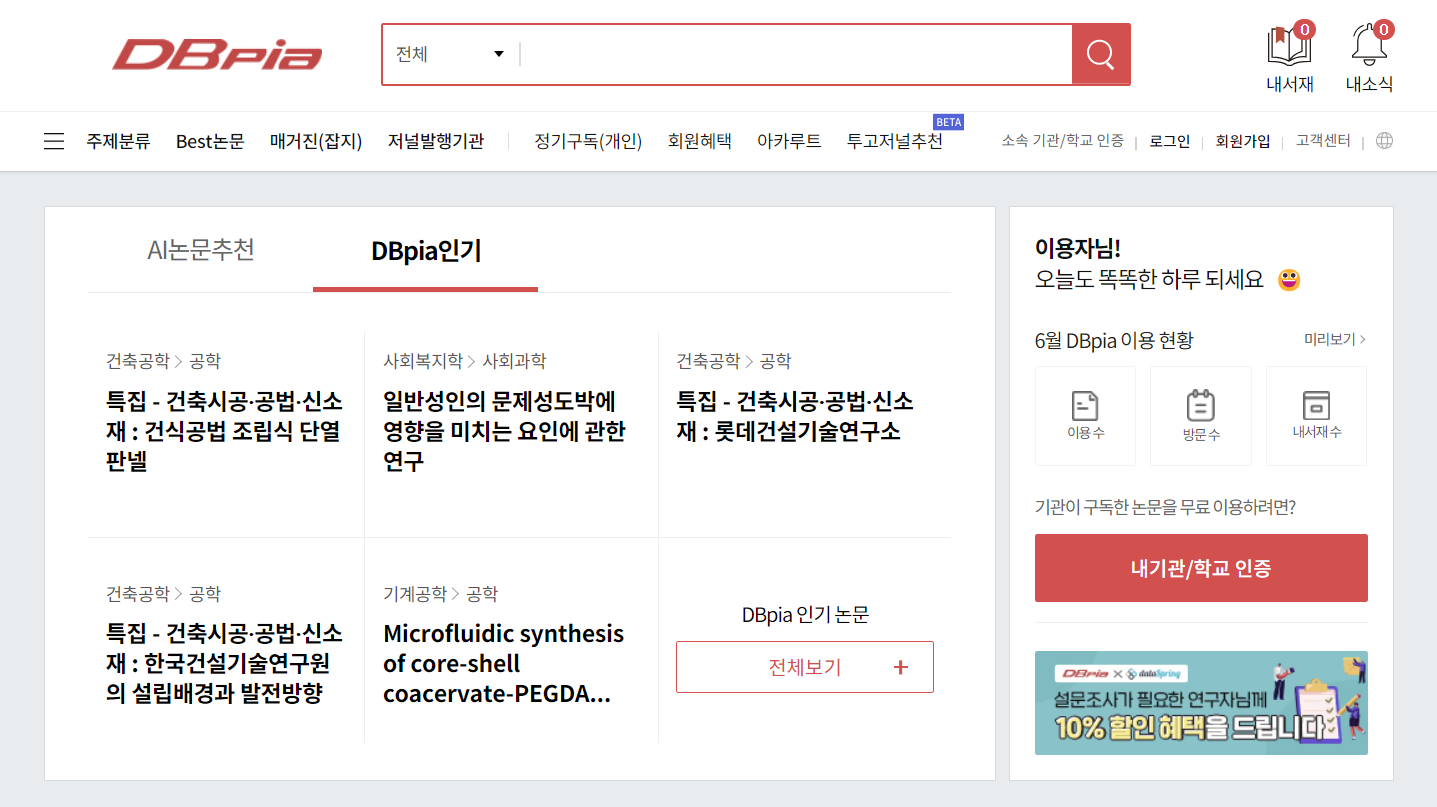 DBpia
전체
0
내서재
0
내소식
주제분류 Best논문 매거진(잡지) 저널발행기관 정기구독(개인) 회원혜택 아카루트 투고저널추천 BETA 소속 기관/학교 인증 로그인 회원가입 고객센터
AI논문추천
DBpia인기
건축공학 > 공학
특집 - 건축시공·공법·신소
재 : 건식공법 조립식 단열
판넬
사회복지학 > 사회과학
일반성인의 문제성도박에
영향을 미치는 요인에 관한
연구
건축공학 > 공학
특집 - 건축시공·공법·신소
재 : 롯데건설기술연구소
건축공학 > 공학
특집 - 건축시공·공법·신소
재 : 한국건설기술연구원
의 설립배경과 발전방향
기계공학 > 공학
Microfluidic synthesis
of core-shell
coacervate-PEGDA...
DBpia 인기 논문
전체보기 +
이용자님!
오늘도 똑똑한 하루 되세요
6월 DBpia 이용 현황
미리보기 >
이용 수
방문 수
내서재 수
기관이 구독한 논문을 무료 이용하려면?
내기관/학교 인증
DBpia × dataSpring
설문조사가 필요한 연구자님께
10% 할인 혜택을 드립니다